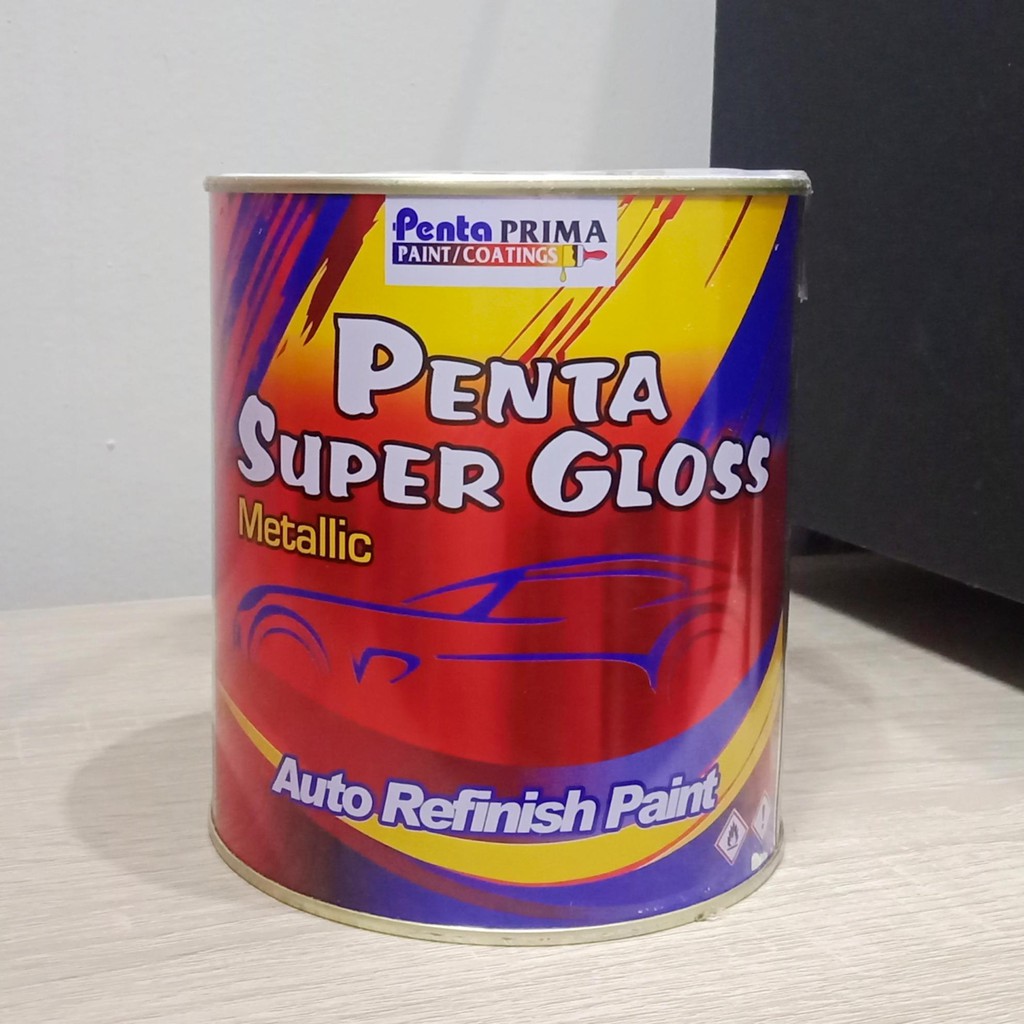 Penta PRIMA
PAINT/COATINGS
PENTA
SUPER GLOSS
Metallic
Auto Refinish Paint